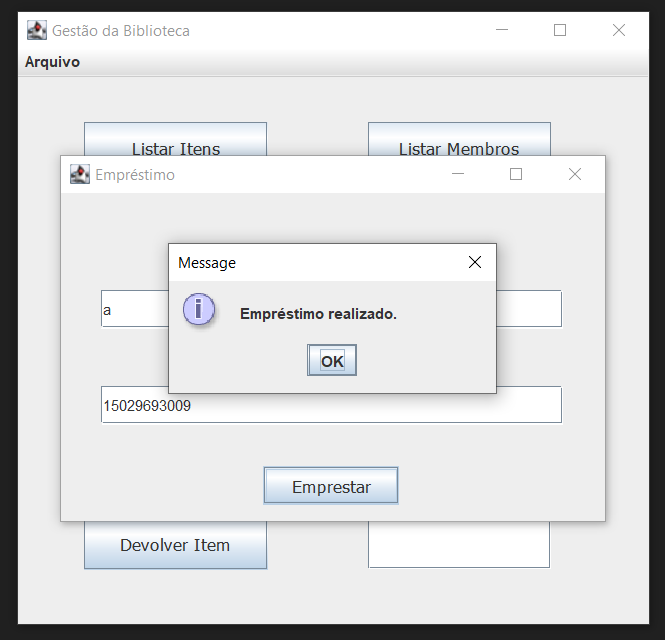 Gestão da Biblioteca
Arquivo
Listar Itens
Listar Membros
Empréstimo
Message
Empréstimo realizado.
OK
a
15029693009
Emprestar
Devolver Item